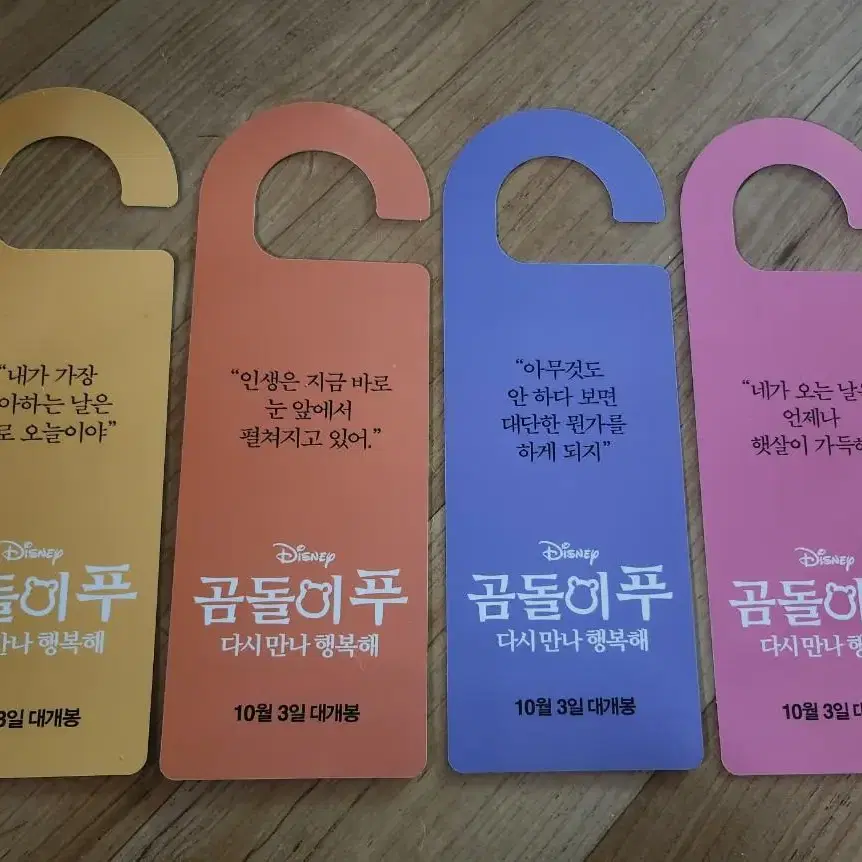 “내가 가장
아하는 날은
로 오늘이야”
Disney
돌이푸
만나 행복해
3일 대개봉
“인생은 지금 바로
눈 앞에서
펼쳐지고 있어.”
Disney
곰돌이푸
다시 만나 행복해
10월 3일 대개봉
“아무것도
안 하다 보면
대단한 뭔가를
하게 되지”
Disney
곰돌이푸
다시 만나 행복해
10월 3일 대개봉
“네가 오는 날
언제나
햇살이 가득해
Disney
곰돌이
다시 만나 행
10월 3일 대